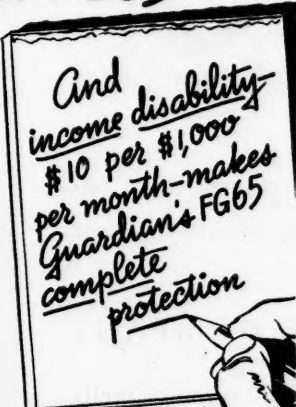 And
income disability-
$10 per $1,000
per month-makes
Guardian's FG65
complete
protection